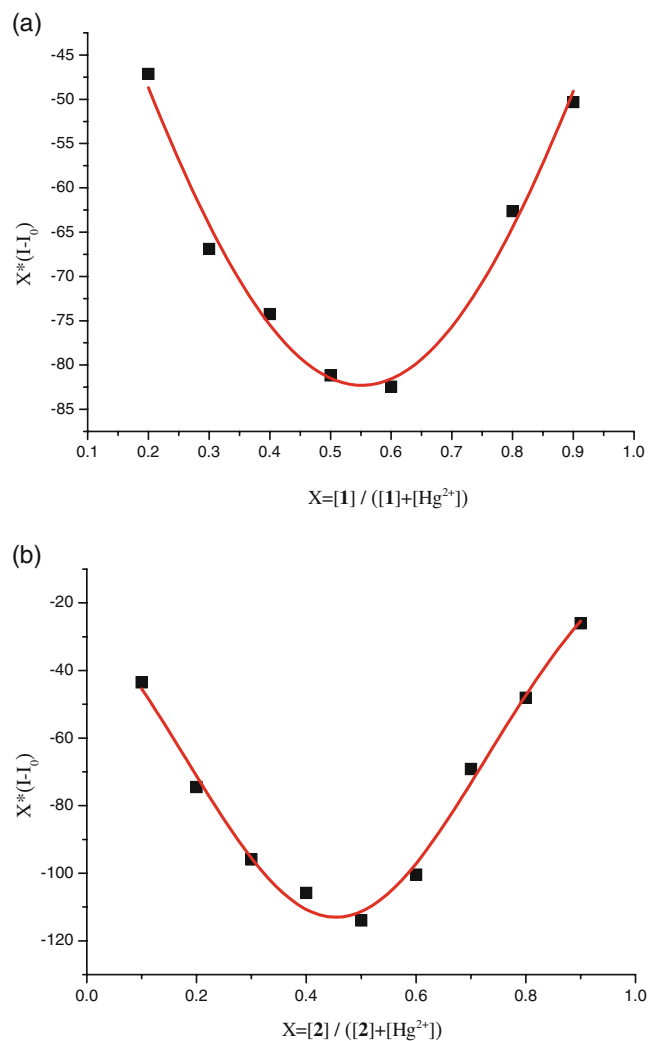 (a)
-45
-50
-55
-60
-65
-70
-75
-80
-85
X*(I-I₀)
0.1 0.2 0.3 0.4 0.5 0.6 0.7 0.8 0.9 1.0
X=[1] / ([1]+[Hg²⁺])
(b)
-20
-40
-60
-80
-100
-120
X*(I-I₀)
0.0 0.2 0.4 0.6 0.8 1.0
X=[2] / ([2]+[Hg²⁺])